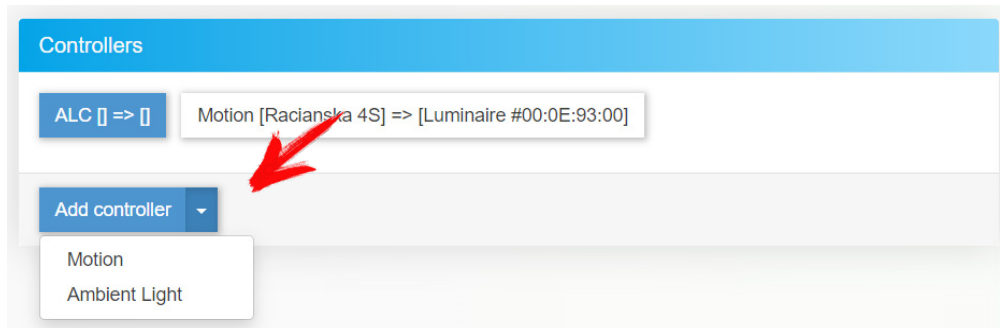 Controllers
ALC [] => [] Motion [Racianska 4S] => [Luminaire #00:0E:93:00]
Add controller
Motion
Ambient Light